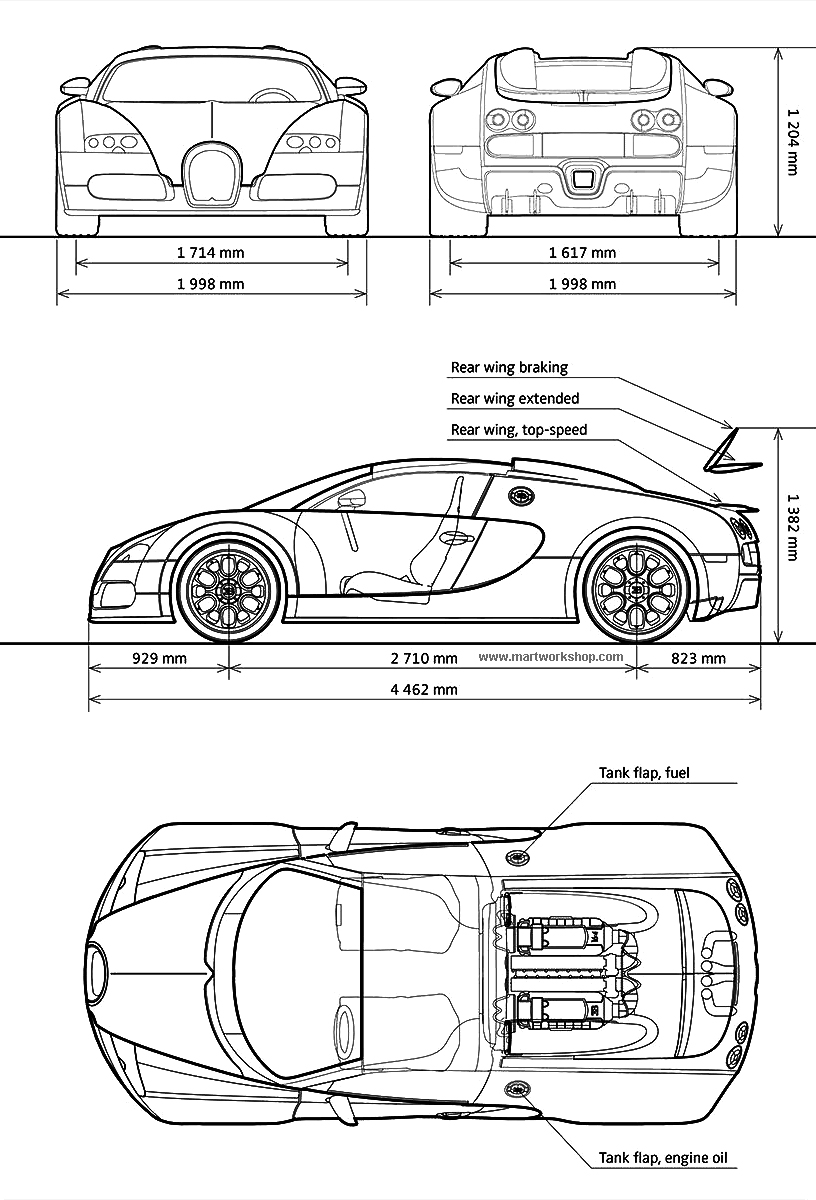 1 204 mm
1 714 mm
1 617 mm
1 998 mm
1 998 mm
Rear wing braking
Rear wing extended
Rear wing, top-speed
1 382 mm
929 mm
2 710 mm
www.martworkshop.com
823 mm
4 462 mm
Tank flap, fuel
Tank flap, engine oil